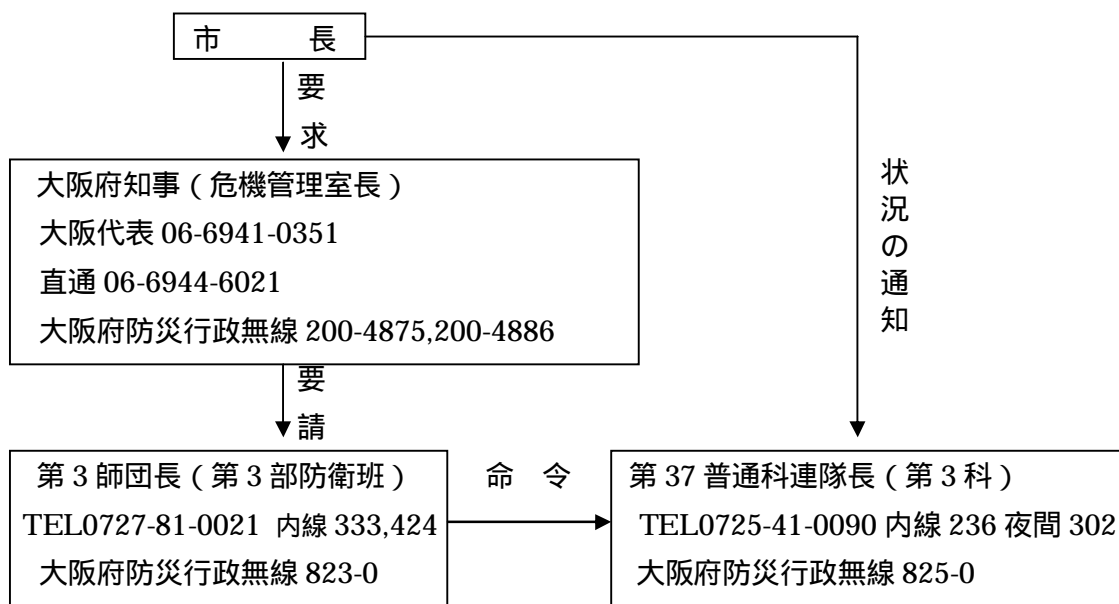 市　　　長
要求
大阪府知事（危機管理室長）
大阪代表 06-6941-0351
直通 06-6944-6021
大阪府防災行政無線 200-4875,200-4886
状況の通知
要請
第 3 師団長（第 3 部防衛班）
TEL0727-81-0021 内線 333,424
大阪府防災行政無線 823-0
命　令
第 37 普通科連隊長（第 3 科）
TEL0725-41-0090 内線 236 夜間 302
大阪府防災行政無線 825-0